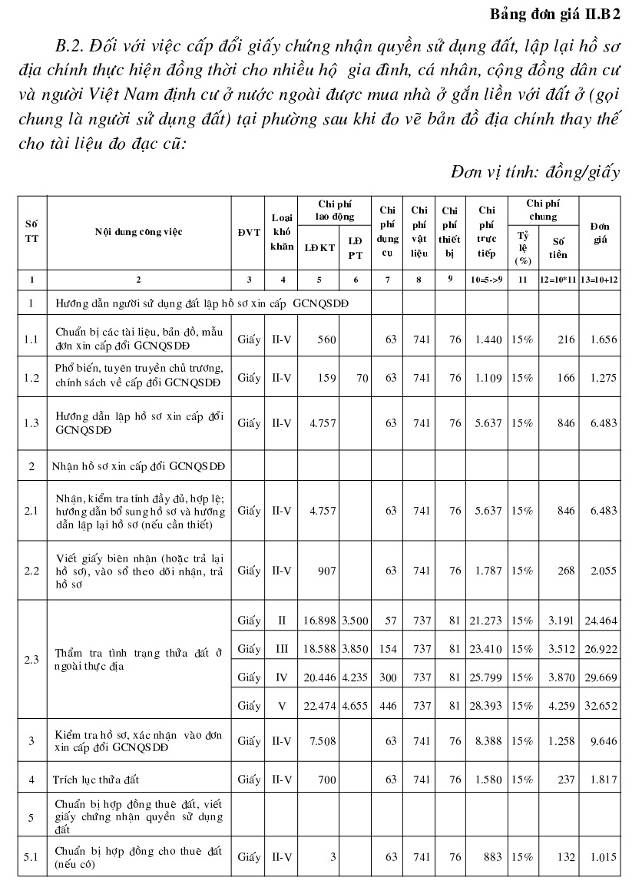 Bảng đơn giá II.B2
B.2. Đối với việc cấp đổi giấy chứng nhận quyền sử dụng đất, lập lại hồ sơ
địa chính thực hiện đồng thời cho nhiều hộ gia đình, cá nhân, cộng đồng dân cư
và người Việt Nam định cư ở nước ngoài được mua nhà ở gắn liền với đất ở (gọi
chung là người sử dụng đất) tại phường sau khi đo vẽ bản đồ địa chính thay thế
cho tài liệu đo đạc cũ:
Đơn vị tính: đồng/giấy
Số TT | Nội dung công việc | ĐVT | Loại khó khăn | Chi phí lao động | Chi phí dụng cụ | Chi phí vật liệu | Chi phí thiết bị | Chi phí trực tiếp | Chi phí chung | Đơn giá
LĐKT | LĐ PT | Tỷ lệ (%) | Số tiền
1 | 2 | 3 | 4 | 5 | 6 | 7 | 8 | 9 | 10=5->9 | 11 | 12=10*11 | 13=10+12
1 | Hướng dẫn người sử dụng đất lập hồ sơ xin cấp GCNQSDĐ
1.1 | Chuẩn bị các tài liệu, bản đồ, mẫu đơn xin cấp đổi GCNQSDĐ | Giấy | II-V | 560 | 63 | 741 | 76 | 1.440 | 15% | 216 | 1.656
1.2 | Phổ biến, tuyên truyền chủ trương, chính sách về cấp đổi GCNQSDĐ | Giấy | II-V | 159 | 70 | 63 | 741 | 76 | 1.109 | 15% | 166 | 1.275
1.3 | Hướng dẫn lập hồ sơ xin cấp đổi GCNQSDĐ | Giấy | II-V | 4.757 | 63 | 741 | 76 | 5.637 | 15% | 846 | 6.483
2 | Nhận hồ sơ xin cấp đổi GCNQSDĐ
2.1 | Nhận, kiểm tra tính đầy đủ, hợp lệ; hướng dẫn bổ sung hồ sơ và hướng dẫn lập lại hồ sơ (nếu cần thiết) | Giấy | II-V | 4.757 | 63 | 741 | 76 | 5.637 | 15% | 846 | 6.483
2.2 | Viết giấy biên nhận (hoặc trả lại hồ sơ), vào sổ theo dõi nhận, trả hồ sơ | Giấy | II-V | 907 | 63 | 741 | 76 | 1.787 | 15% | 268 | 2.055
2.3 | Thẩm tra tình trạng thửa đất ở ngoài thực địa | Giấy | II | 16.898 | 3.500 | 57 | 737 | 81 | 21.273 | 15% | 3.191 | 24.464
Giấy | III | 18.588 | 3.850 | 154 | 737 | 81 | 23.410 | 15% | 3.512 | 26.922
Giấy | IV | 20.446 | 4.235 | 300 | 737 | 81 | 25.799 | 15% | 3.870 | 29.669
Giấy | V | 22.474 | 4.655 | 446 | 737 | 81 | 28.393 | 15% | 4.259 | 32.652
3 | Kiểm tra hồ sơ, xác nhận vào đơn xin cấp đổi GCNQSDĐ | Giấy | II-V | 7.508 | 63 | 741 | 76 | 8.388 | 15% | 1.258 | 9.646
4 | Trích lục thửa đất | Giấy | II-V | 700 | 63 | 741 | 76 | 1.580 | 15% | 237 | 1.817
5 | Chuẩn bị hợp đồng thuê đất, viết giấy chứng nhận quyền sử dụng đất
5.1 | Chuẩn bị hợp đồng cho thuê đất (nếu có) | Giấy | II-V | 3 | 63 | 741 | 76 | 883 | 15% | 132 | 1.015